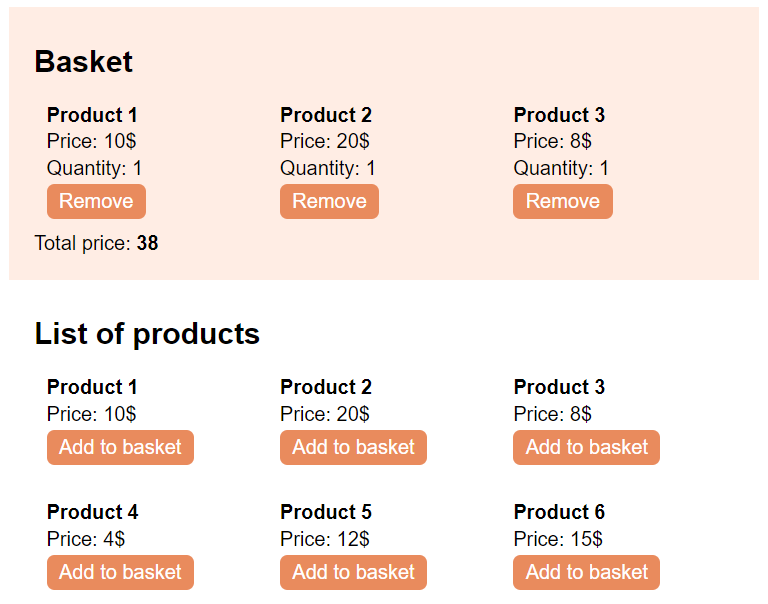 Basket
Product 1 Product 2 Product 3
Price: 10$ Price: 20$ Price: 8$
Quantity: 1 Quantity: 1 Quantity: 1
Remove Remove Remove
Total price: 38
List of products
Product 1 Product 2 Product 3
Price: 10$ Price: 20$ Price: 8$
Add to basket Add to basket Add to basket
Product 4 Product 5 Product 6
Price: 4$ Price: 12$ Price: 15$
Add to basket Add to basket Add to basket